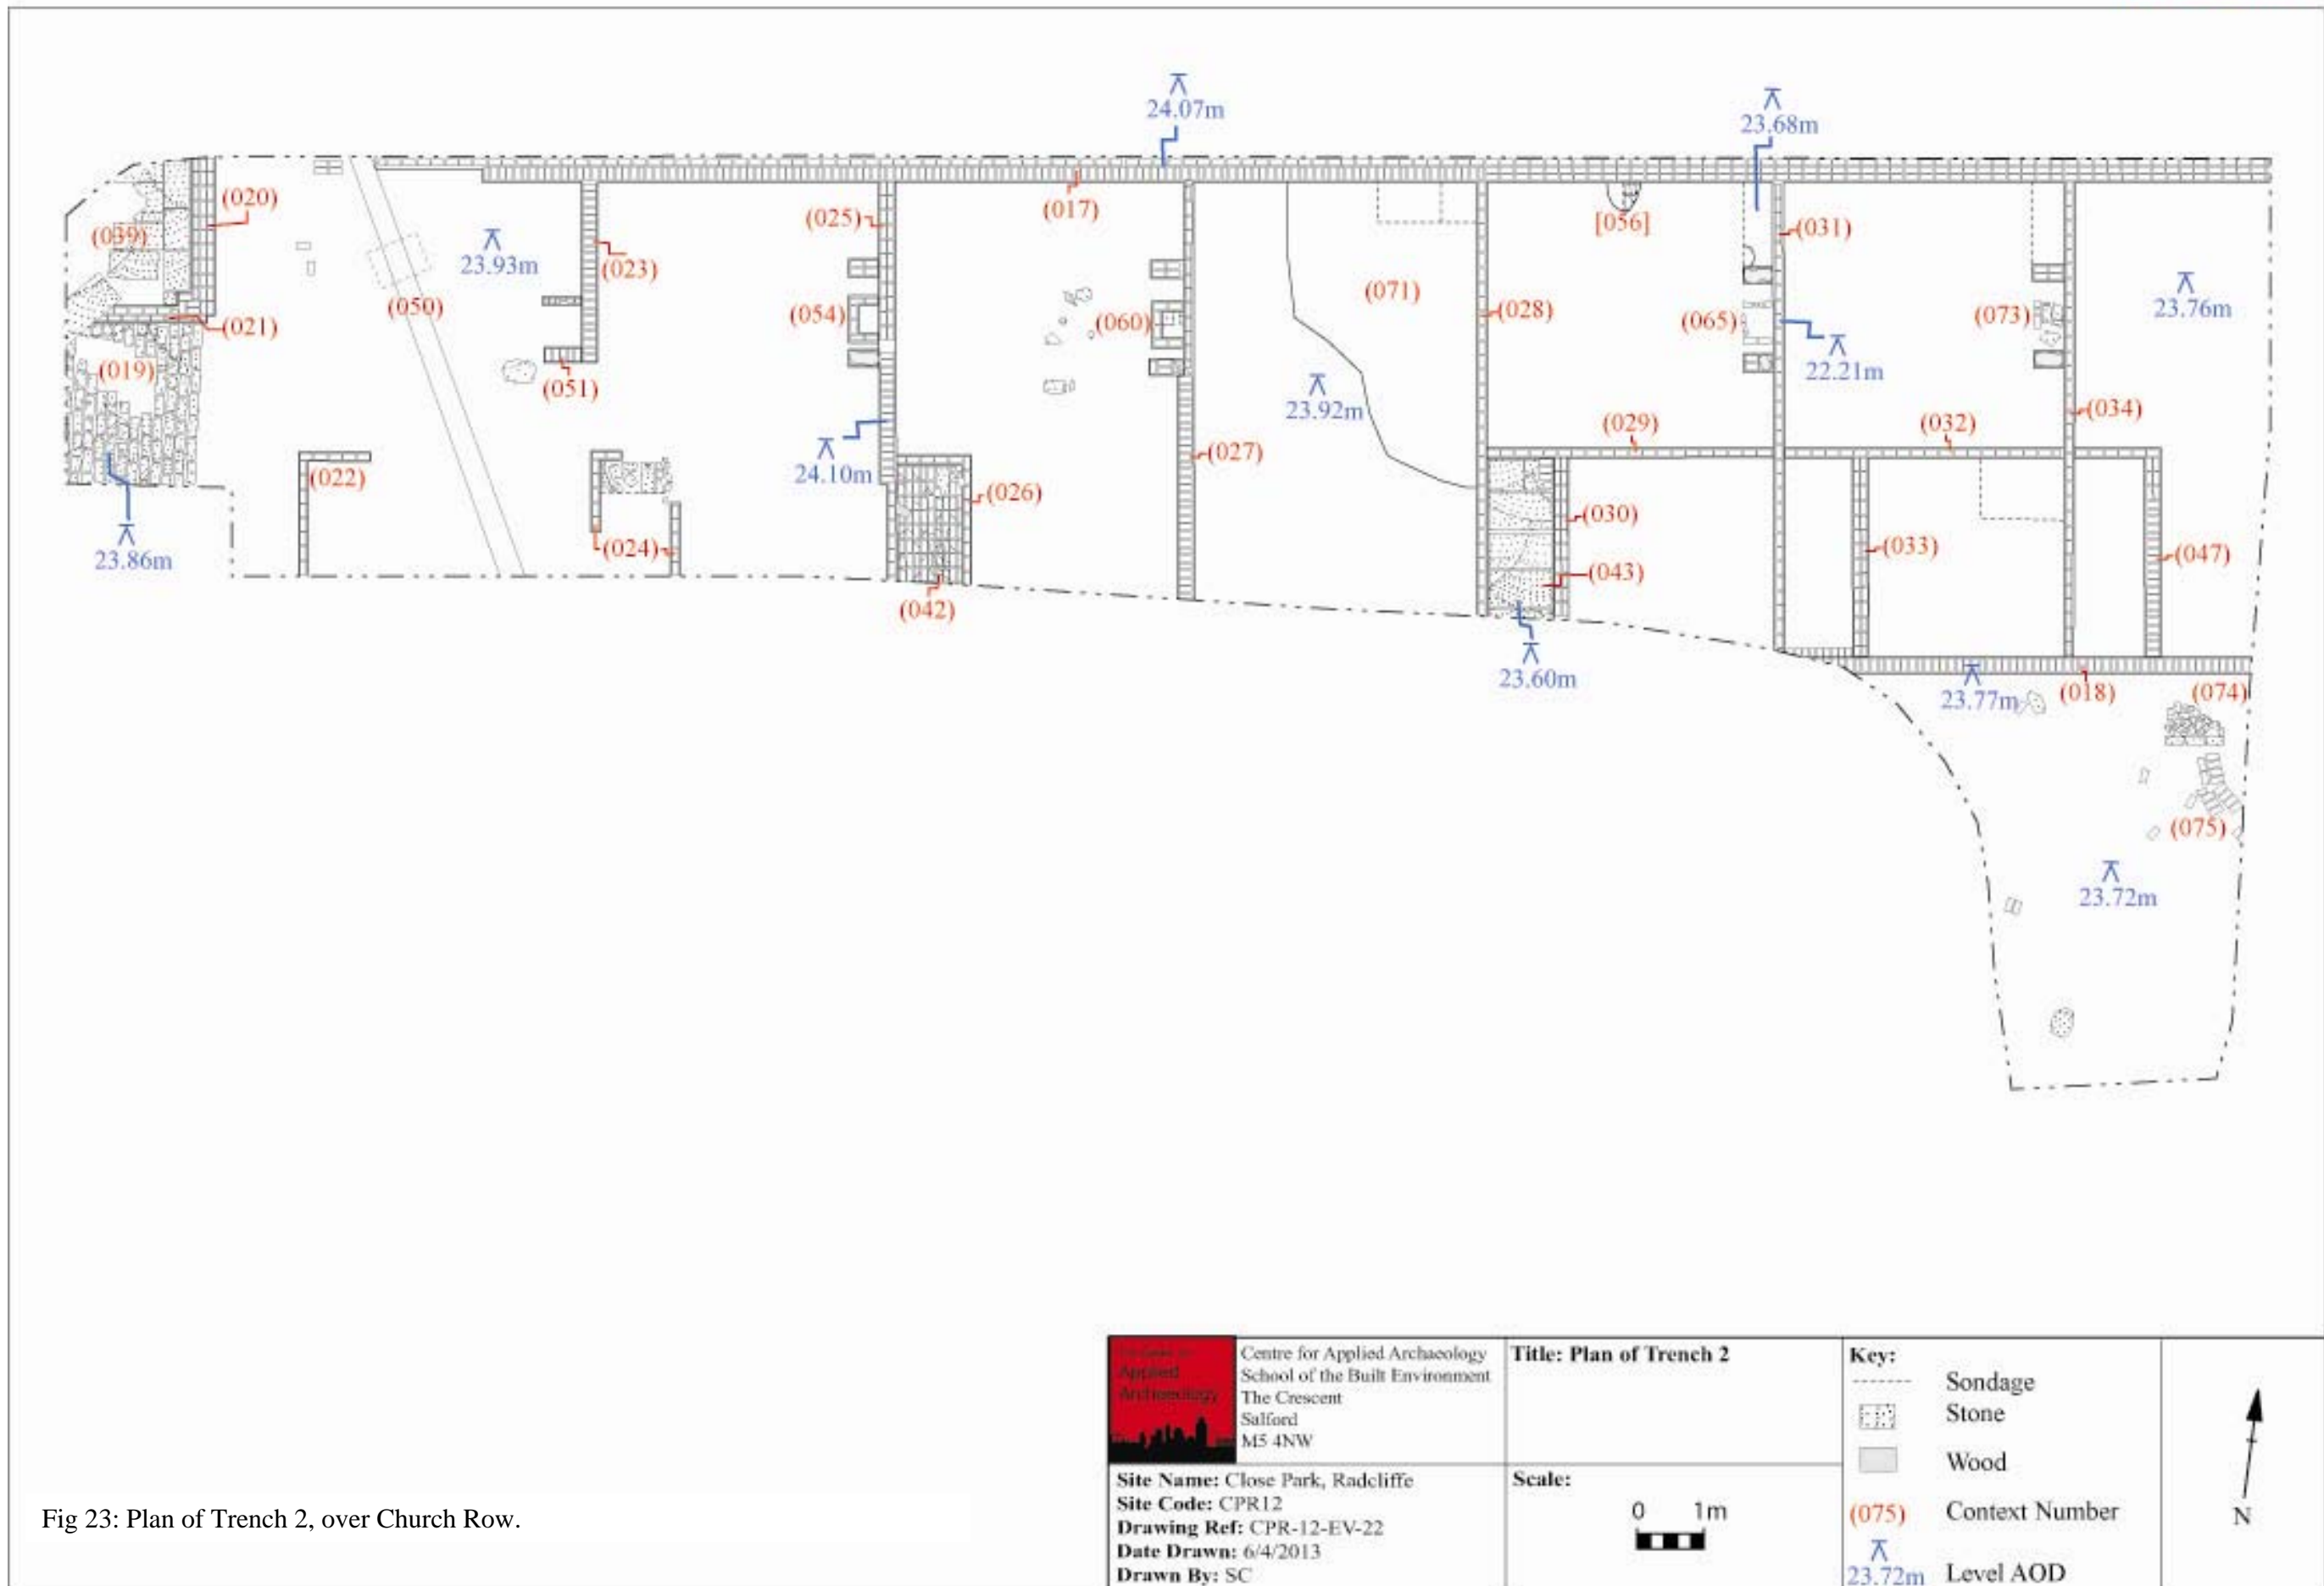 24.07m
23.68m
(020)
(039)
(025)
(017)
[056]
(031)
23.93m
(023)
(071)
23.76m
(050)
(021)
(054)
(060)
(028)
(065)
(073)
(019)
(051)
22.21m
23.92m
(029)
(032)
(034)
(022)
24.10m
(027)
(026)
(030)
(024)
(033)
(047)
23.86m
(043)
(042)
23.60m
23.77m
(018)
(074)
(075)
23.72m
Applied
Archaeology
Centre for Applied Archaeology
School of the Built Environment
The Crescent
Salford
M5 4NW
Title: Plan of Trench 2
Key:
Sondage
Stone
Wood
(075) Context Number
23.72m Level AOD
Site Name: Close Park, Radcliffe
Site Code: CPR12
Drawing Ref: CPR-12-EV-22
Date Drawn: 6/4/2013
Drawn By: SC
Scale:
0 1m
N
Fig 23: Plan of Trench 2, over Church Row.